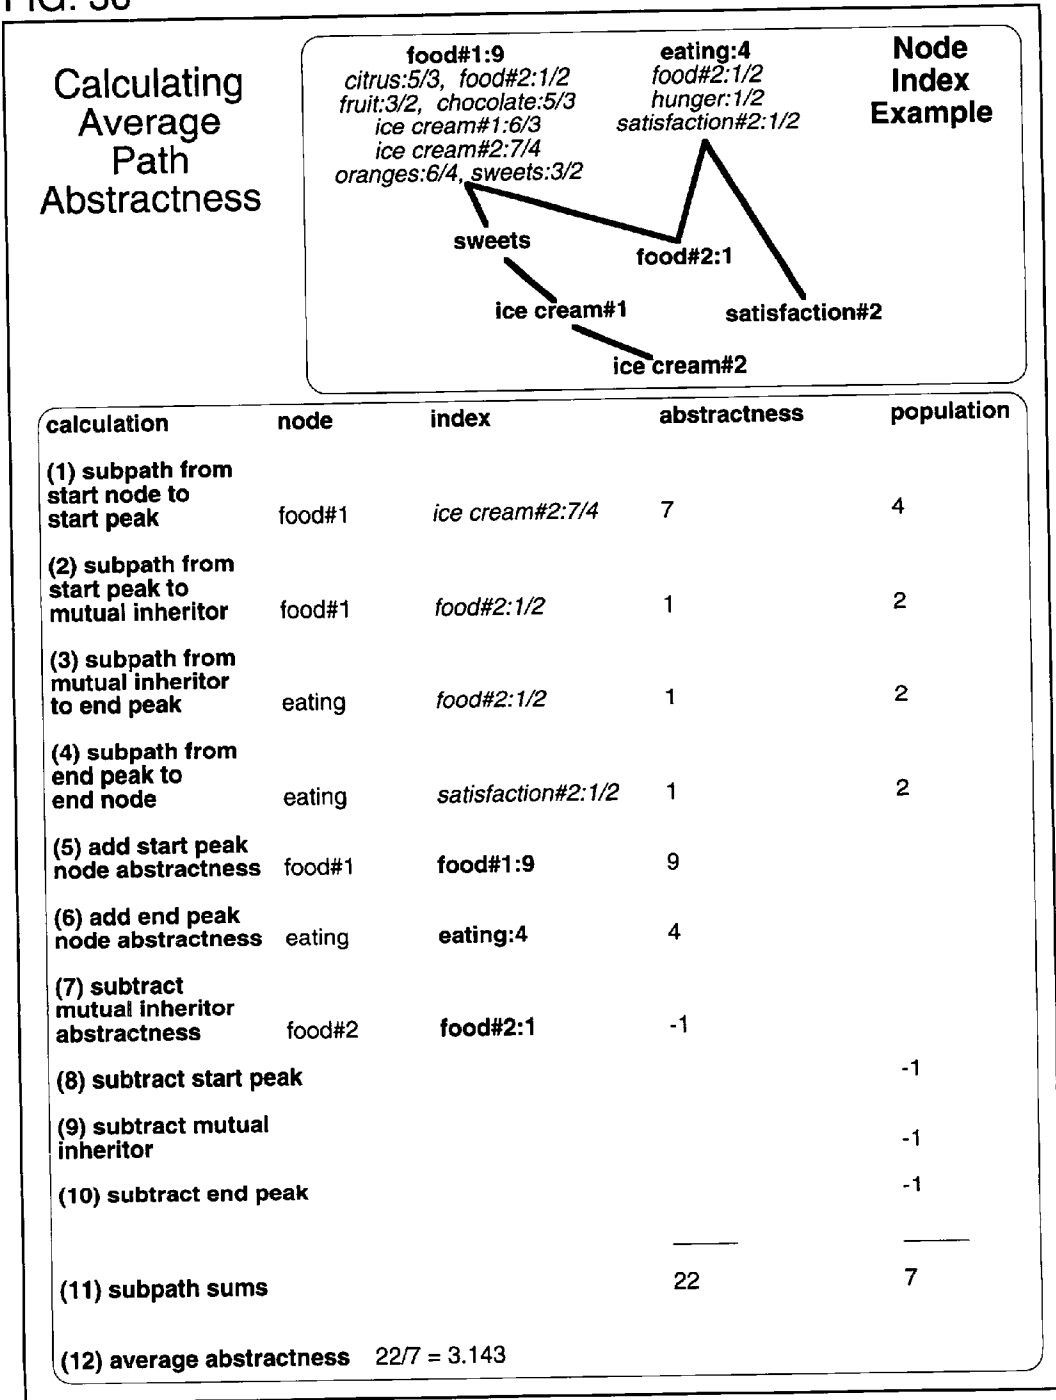 FIG. 30
Calculating
Average
Path
Abstractness
food#1:9
citrus:5/3, food#2:1/2
fruit:3/2, chocolate:5/3
ice cream#1:6/3
ice cream#2:7/4
oranges:6/4, sweets:3/2
eating:4
food#2:1/2
hunger:1/2
satisfaction#2:1/2
Node
Index
Example
sweets
food#2:1
ice cream#1
satisfaction#2
ice cream#2
calculation node index abstractness population
(1) subpath from
start node to
start peak food#1 ice cream#2:7/4 7 4
(2) subpath from
start peak to
mutual inheritor food#1 food#2:1/2 1 2
(3) subpath from
mutual inheritor
to end peak eating food#2:1/2 1 2
(4) subpath from
end peak to
end node eating satisfaction#2:1/2 1 2
(5) add start peak
node abstractness food#1 food#1:9 9
(6) add end peak
node abstractness eating eating:4 4
(7) subtract
mutual inheritor
abstractness food#2 food#2:1 -1
(8) subtract start peak -1
(9) subtract mutual
inheritor -1
(10) subtract end peak -1
(11) subpath sums 22 7
(12) average abstractness 22/7 = 3.143